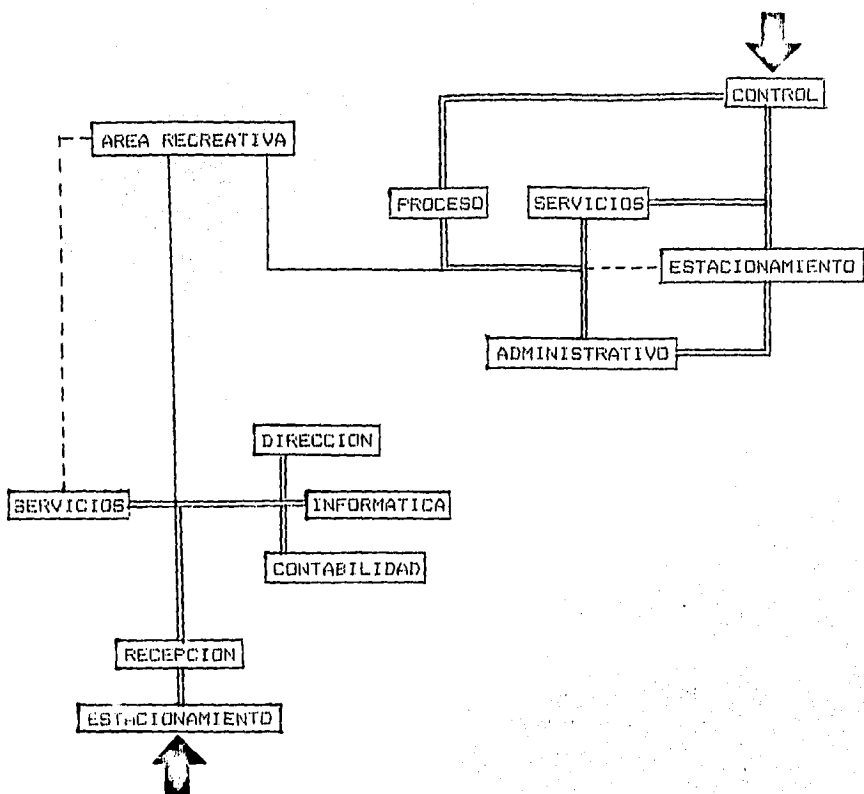 CONTROL
AREA RECREATIVA
PROCESO
SERVICIOS
ESTACIONAMIENTO
ADMINISTRATIVO
DIRECCION
SERVICIOS
INFORMATICA
CONTABILIDAD
RECEPCION
ESTACIONAMIENTO